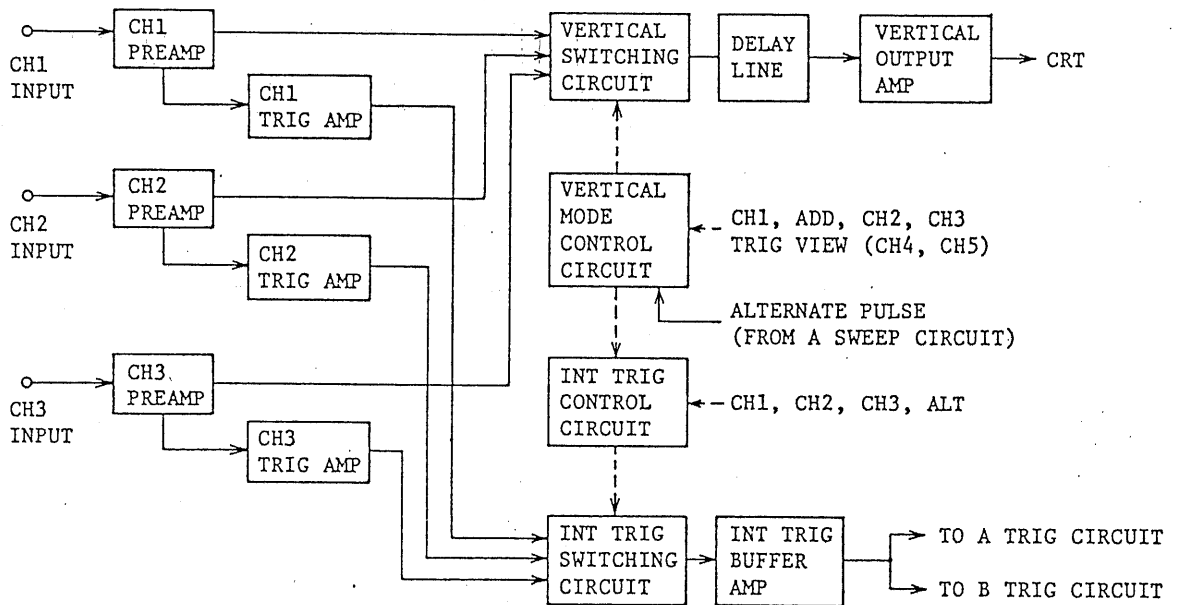 CH1
INPUT
CH1
PREAMP
CH1
TRIG AMP
VERTICAL
SWITCHING
CIRCUIT
DELAY
LINE
VERTICAL
OUTPUT
AMP
CRT
CH2
INPUT
CH2
PREAMP
CH2
TRIG AMP
VERTICAL
MODE
CONTROL
CIRCUIT
CH1, ADD, CH2, CH3
TRIG VIEW (CH4, CH5)
ALTERNATE PULSE
(FROM A SWEEP CIRCUIT)
CH3
INPUT
CH3
PREAMP
CH3
TRIG AMP
INT TRIG
CONTROL
CIRCUIT
CH1, CH2, CH3, ALT
INT TRIG
SWITCHING
CIRCUIT
INT TRIG
BUFFER
AMP
TO A TRIG CIRCUIT
TO B TRIG CIRCUIT